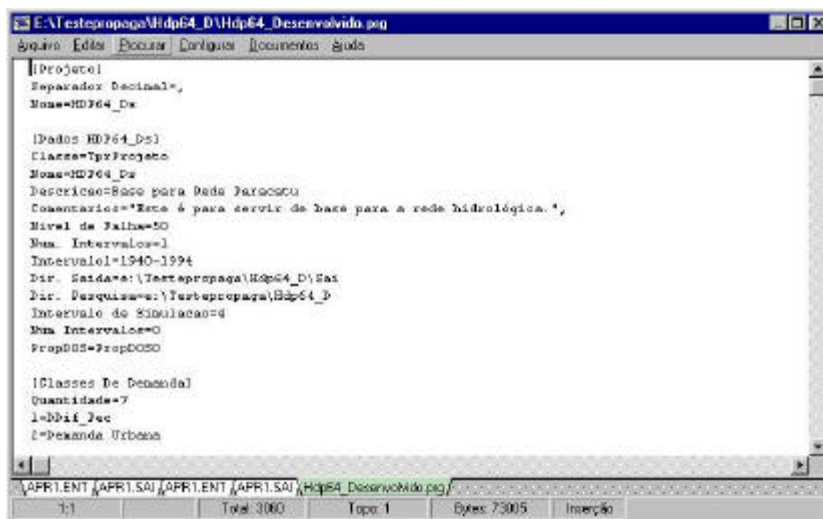 E:\Testepropaga\Hdp64_D\Hdp64_Desenvolvido.prg
Arquivo Editar Procurar Configurar Documentos Ajuda
[Projeto]
Separador Decimal=,
Nome=HDP64_Ds
[Dados HDP64_Ds]
Classe=TprProjeto
Nome=HDP64_Ds
Descricao=Base para Rede Paracatu
Comentarios="Este é para servir de base para a rede hidrológica.",
Nivel de Falha=50
Num. Intervalos=1
Intervalo1=1940-1994
Dir. Saida=e:\Testepropaga\Hdp64_D\Sai
Dir. Pesquisa=e:\Testepropaga\Hdp64_D
Intervalo de Simulacao=4
Num Intervalos=0
PropDOS=PropDOS0
[Classes De Demanda]
Quantidade=7
1=DDif_Pec
2=Demanda Urbana
\APR1.ENT /APR1.SAI /APR1.ENT /APR1.SAI \Hdp64_Desenvolvido.prg/
1:1 Total: 3060 Topo: 1 Bytes: 73005 Inserção